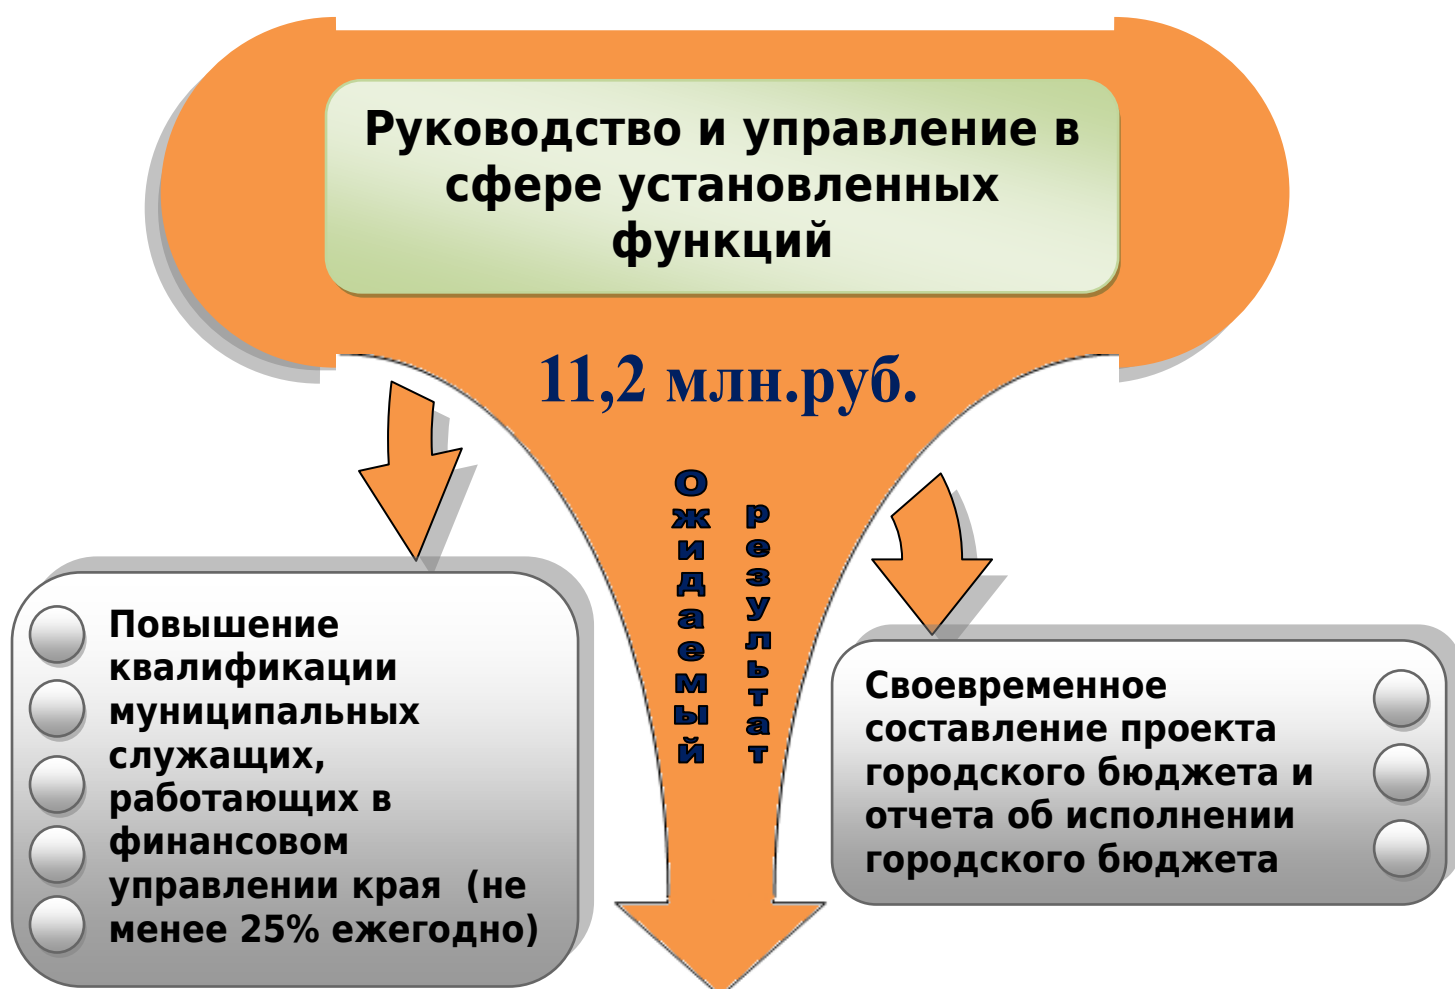 Руководство и управление в
сфере установленных
функций
11,2 млн.руб.
Ожидаемый
результат
Повышение
квалификации
муниципальных
служащих,
работающих в
финансовом
управлении края (не
менее 25% ежегодно)
Своевременное
составление проекта
городского бюджета и
отчета об исполнении
городского бюджета